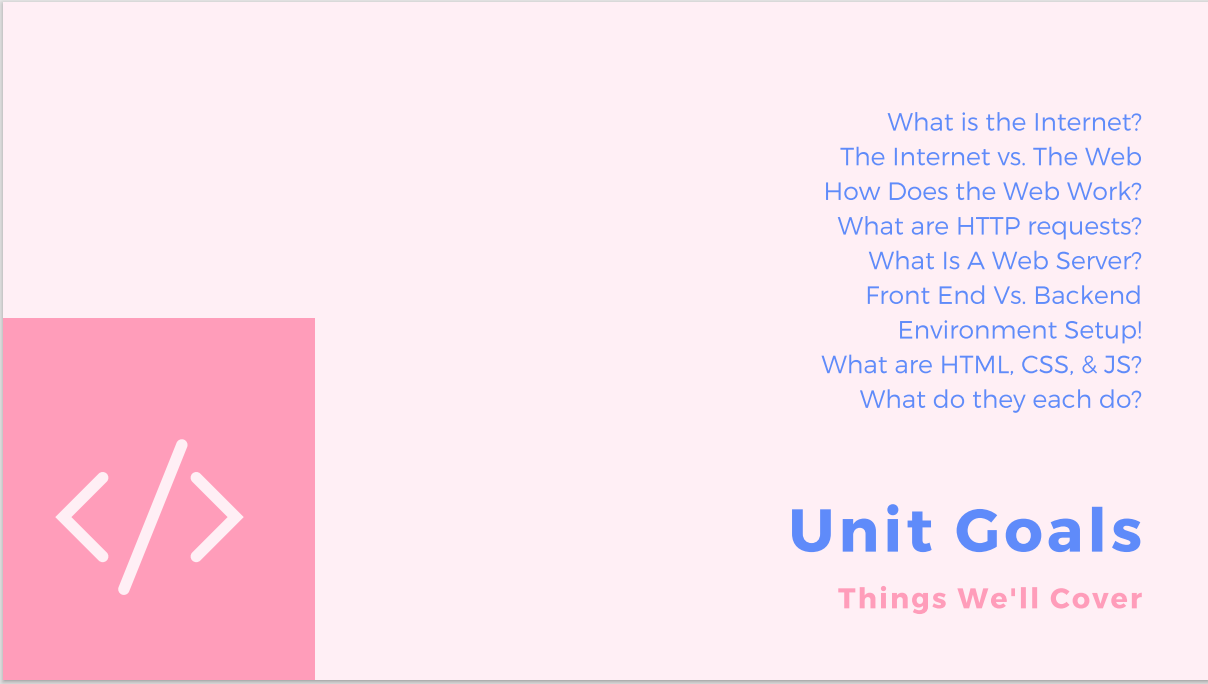 What is the Internet?
The Internet vs. The Web
How Does the Web Work?
What are HTTP requests?
What Is A Web Server?
Front End Vs. Backend
Environment Setup!
What are HTML, CSS, & JS?
What do they each do?
Unit Goals
Things We'll Cover